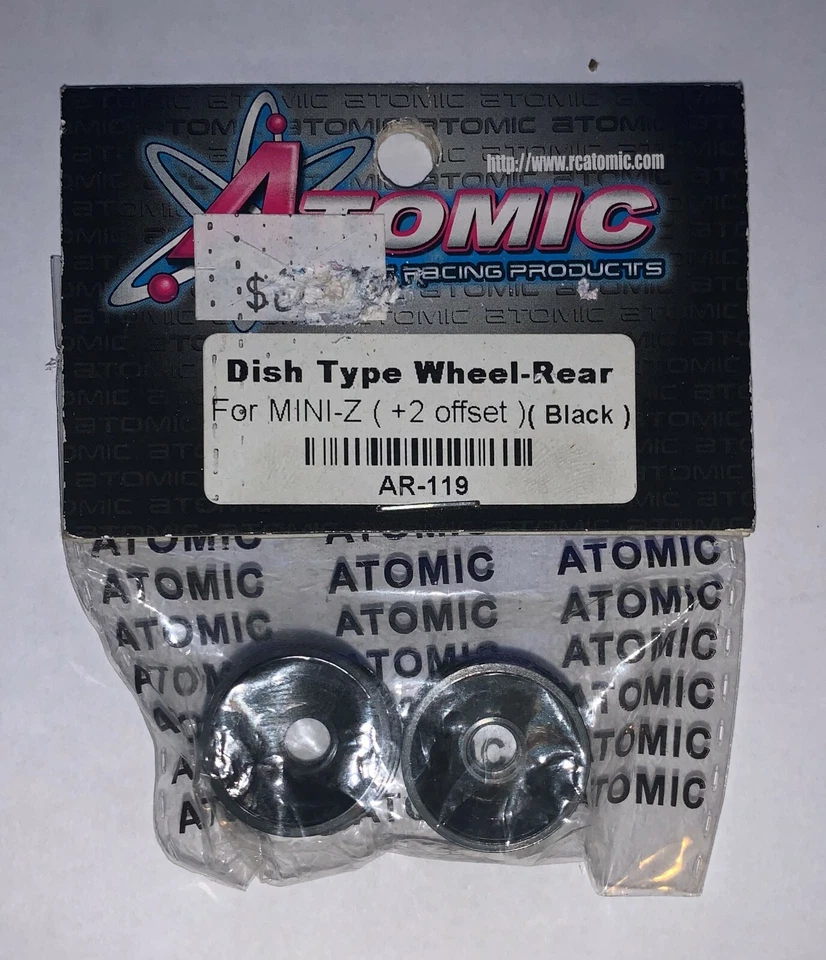 http://www.rcatomic.com
ATOMIC
RACING PRODUCTS
$
Dish Type Wheel-Rear
For MINI-Z ( +2 offset )( Black )
AR-119
ATOMIC ATOMIC
ATOMIC ATOMIC ATOMIC
ATOMIC ATOMIC ATOMIC
ATOMIC ATOMIC ATOMIC
ATOMIC
ATOMIC
ATOMIC